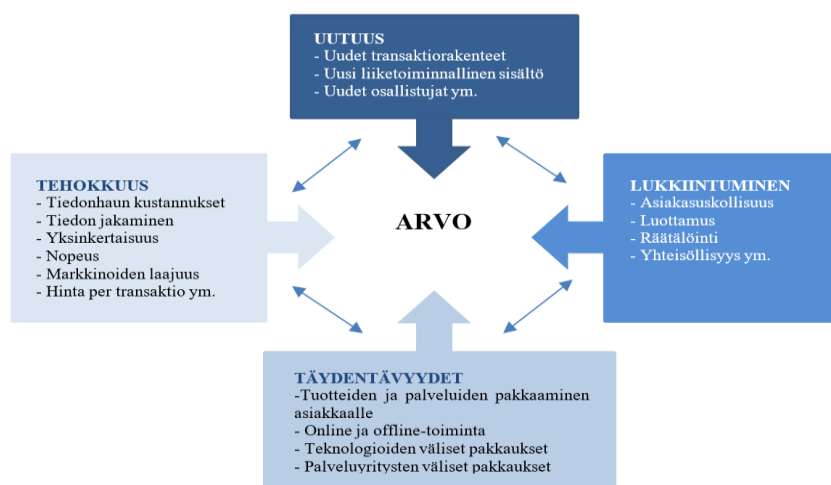 UUTUUS
- Uudet transaktiorakenteet
- Uusi liiketoiminnallinen sisältö
- Uudet osallistujat ym.
TEHOKKUUS
- Tiedonhaun kustannukset
- Tiedon jakaminen
- Yksinkertaisuus
- Nopeus
- Markkinoiden laajuus
- Hinta per transaktio ym.
ARVO
LUKKIINTUMINEN
- Asiakasuskollisuus
- Luottamus
- Räätälöinti
- Yhteisöllisyys ym.
TÄYDENTÄVYYDET
-Tuotteiden ja palveluiden pakkaaminen
asiakkaalle
- Online ja offline-toiminta
- Teknologioiden väliset pakkaukset
- Palveluyritysten väliset pakkaukset